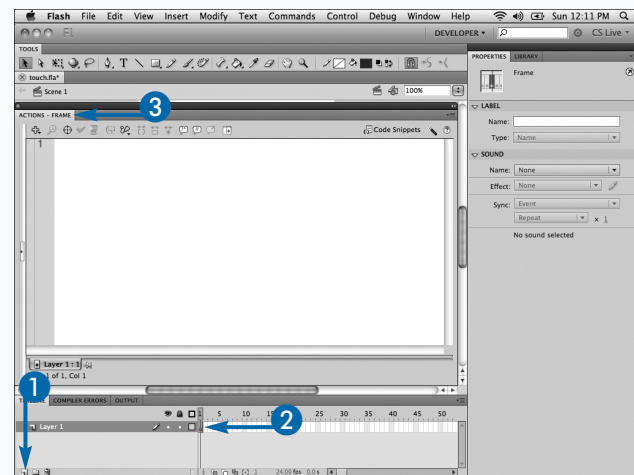 Flash File Edit View Insert Modify Text Commands Control Debug Window Help Sun 12:11 PM
Fl DEVELOPER CS Live
TOOLS
touch.fla*
Scene 1 100%
ACTIONS - FRAME 3
Code Snippets
1
Layer 1 : 1
of 1, Col 1
1
COMPILER ERRORS OUTPUT
1 5 10 15 25 30 35 40 45 50
2
Layer 1
1 24.00 fps 0.0 s
PROPERTIES LIBRARY
Frame
LABEL
Name:
Type: Name
SOUND
Name: None
Effect: None
Sync: Event
Repeat x 1
No sound selected